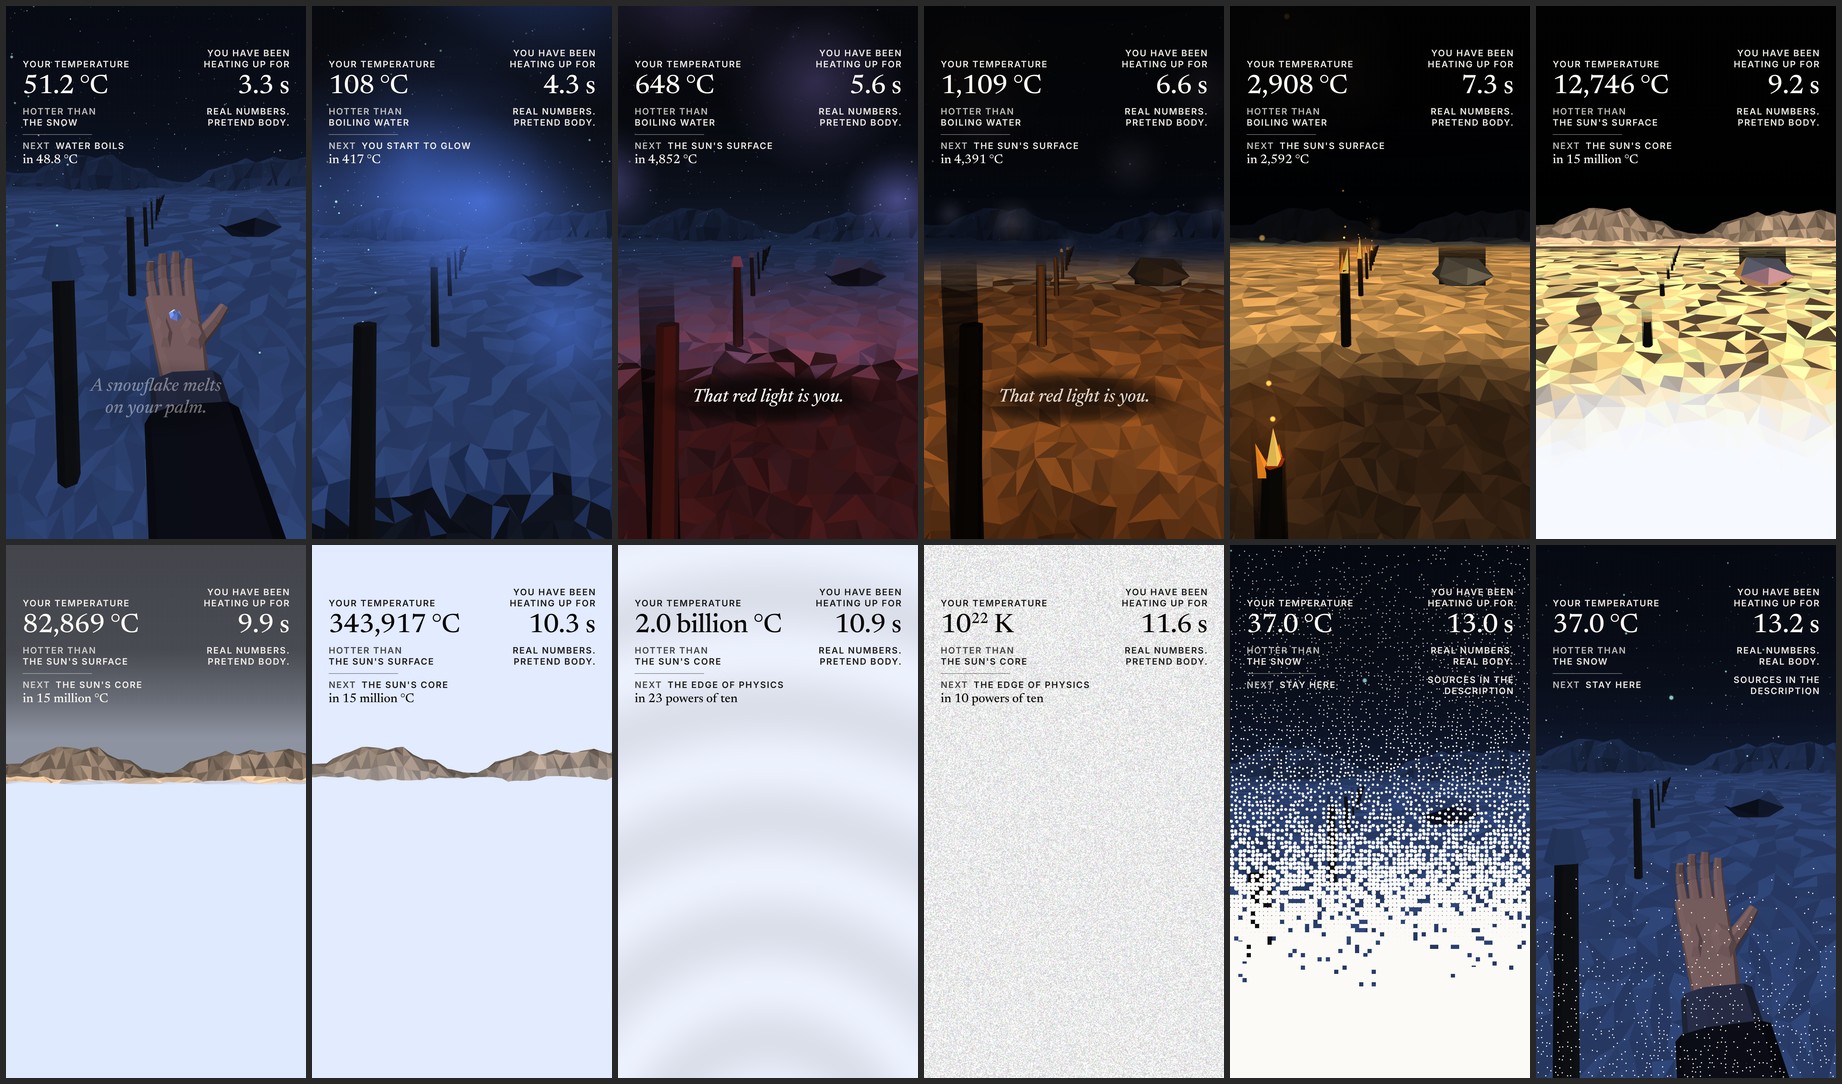 YOUR TEMPERATURE
51.2 °C
HOTTER THAN
THE SNOW
NEXT WATER BOILS
in 48.8 °C
YOU HAVE BEEN
HEATING UP FOR
3.3 s
REAL NUMBERS.
PRETEND BODY.
A snowflake melts
on your palm.
YOUR TEMPERATURE
108 °C
HOTTER THAN
BOILING WATER
NEXT YOU START TO GLOW
in 417 °C
YOU HAVE BEEN
HEATING UP FOR
4.3 s
REAL NUMBERS.
PRETEND BODY.
YOUR TEMPERATURE
648 °C
HOTTER THAN
BOILING WATER
NEXT THE SUN'S SURFACE
in 4,852 °C
YOU HAVE BEEN
HEATING UP FOR
5.6 s
REAL NUMBERS.
PRETEND BODY.
That red light is you.
YOUR TEMPERATURE
1,109 °C
HOTTER THAN
BOILING WATER
NEXT THE SUN'S SURFACE
in 4,391 °C
YOU HAVE BEEN
HEATING UP FOR
6.6 s
REAL NUMBERS.
PRETEND BODY.
That red light is you.
YOUR TEMPERATURE
2,908 °C
HOTTER THAN
BOILING WATER
NEXT THE SUN'S SURFACE
in 2,592 °C
YOU HAVE BEEN
HEATING UP FOR
7.3 s
REAL NUMBERS.
PRETEND BODY.
YOUR TEMPERATURE
12,746 °C
HOTTER THAN
THE SUN'S SURFACE
NEXT THE SUN'S CORE
in 15 million °C
YOU HAVE BEEN
HEATING UP FOR
9.2 s
REAL NUMBERS.
PRETEND BODY.
YOUR TEMPERATURE
82,869 °C
HOTTER THAN
THE SUN'S SURFACE
NEXT THE SUN'S CORE
in 15 million °C
YOU HAVE BEEN
HEATING UP FOR
9.9 s
REAL NUMBERS.
PRETEND BODY.
YOUR TEMPERATURE
343,917 °C
HOTTER THAN
THE SUN'S SURFACE
NEXT THE SUN'S CORE
in 15 million °C
YOU HAVE BEEN
HEATING UP FOR
10.3 s
REAL NUMBERS.
PRETEND BODY.
YOUR TEMPERATURE
2.0 billion °C
HOTTER THAN
THE SUN'S CORE
NEXT THE EDGE OF PHYSICS
in 23 powers of ten
YOU HAVE BEEN
HEATING UP FOR
10.9 s
REAL NUMBERS.
PRETEND BODY.
YOUR TEMPERATURE
10²² K
HOTTER THAN
THE SUN'S CORE
NEXT THE EDGE OF PHYSICS
in 10 powers of ten
YOU HAVE BEEN
HEATING UP FOR
11.6 s
REAL NUMBERS.
PRETEND BODY.
YOUR TEMPERATURE
37.0 °C
HOTTER THAN
THE SNOW
NEXT STAY HERE
YOU HAVE BEEN
HEATING UP FOR
13.0 s
REAL NUMBERS.
REAL BODY.
SOURCES IN THE
DESCRIPTION
YOUR TEMPERATURE
37.0 °C
HOTTER THAN
THE SNOW
NEXT STAY HERE
YOU HAVE BEEN
HEATING UP FOR
13.2 s
REAL NUMBERS.
REAL BODY.
SOURCES IN THE
DESCRIPTION